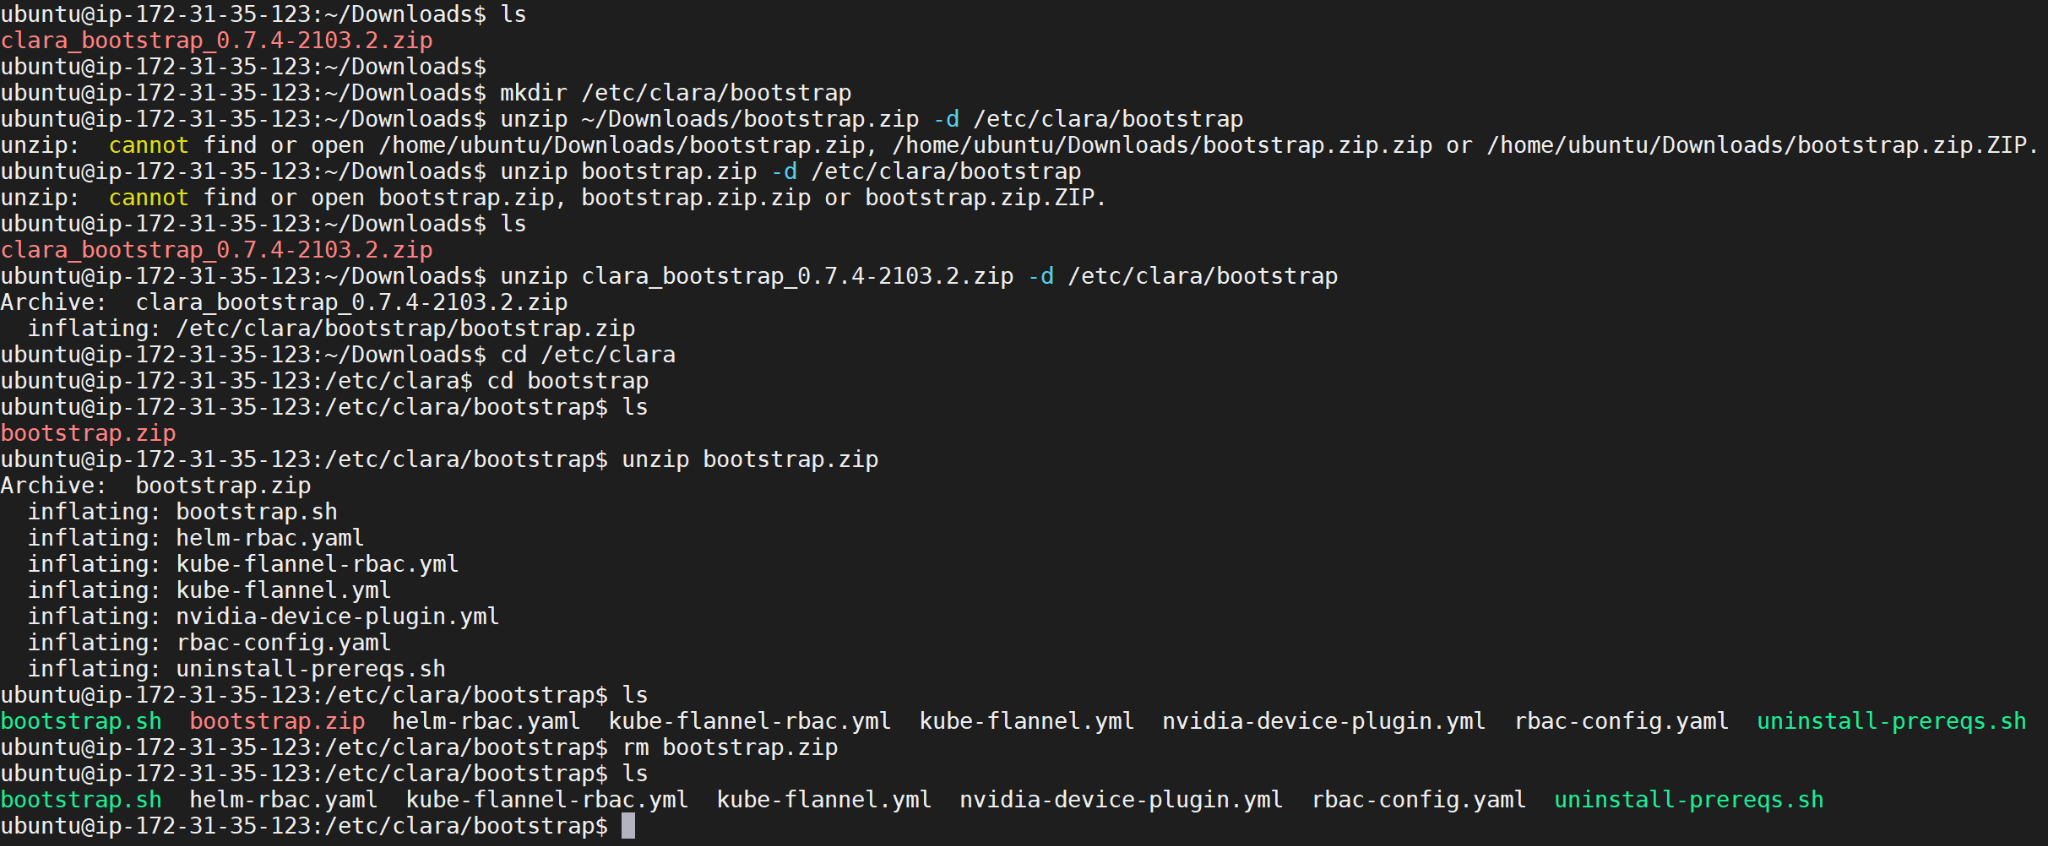 ubuntu@ip-172-31-35-123:~/Downloads$ ls
clara_bootstrap_0.7.4-2103.2.zip
ubuntu@ip-172-31-35-123:~/Downloads$
ubuntu@ip-172-31-35-123:~/Downloads$ mkdir /etc/clara/bootstrap
ubuntu@ip-172-31-35-123:~/Downloads$ unzip ~/Downloads/bootstrap.zip -d /etc/clara/bootstrap
unzip:  cannot find or open /home/ubuntu/Downloads/bootstrap.zip, /home/ubuntu/Downloads/bootstrap.zip.zip or /home/ubuntu/Downloads/bootstrap.zip.ZIP.
ubuntu@ip-172-31-35-123:~/Downloads$ unzip bootstrap.zip -d /etc/clara/bootstrap
unzip:  cannot find or open bootstrap.zip, bootstrap.zip.zip or bootstrap.zip.ZIP.
ubuntu@ip-172-31-35-123:~/Downloads$ ls
clara_bootstrap_0.7.4-2103.2.zip
ubuntu@ip-172-31-35-123:~/Downloads$ unzip clara_bootstrap_0.7.4-2103.2.zip -d /etc/clara/bootstrap
Archive:  clara_bootstrap_0.7.4-2103.2.zip
  inflating: /etc/clara/bootstrap/bootstrap.zip
ubuntu@ip-172-31-35-123:~/Downloads$ cd /etc/clara
ubuntu@ip-172-31-35-123:/etc/clara$ cd bootstrap
ubuntu@ip-172-31-35-123:/etc/clara/bootstrap$ ls
bootstrap.zip
ubuntu@ip-172-31-35-123:/etc/clara/bootstrap$ unzip bootstrap.zip
Archive:  bootstrap.zip
  inflating: bootstrap.sh
  inflating: helm-rbac.yaml
  inflating: kube-flannel-rbac.yml
  inflating: kube-flannel.yml
  inflating: nvidia-device-plugin.yml
  inflating: rbac-config.yaml
  inflating: uninstall-prereqs.sh
ubuntu@ip-172-31-35-123:/etc/clara/bootstrap$ ls
bootstrap.sh  bootstrap.zip  helm-rbac.yaml  kube-flannel-rbac.yml  kube-flannel.yml  nvidia-device-plugin.yml  rbac-config.yaml  uninstall-prereqs.sh
ubuntu@ip-172-31-35-123:/etc/clara/bootstrap$ rm bootstrap.zip
ubuntu@ip-172-31-35-123:/etc/clara/bootstrap$ ls
bootstrap.sh  helm-rbac.yaml  kube-flannel-rbac.yml  kube-flannel.yml  nvidia-device-plugin.yml  rbac-config.yaml  uninstall-prereqs.sh
ubuntu@ip-172-31-35-123:/etc/clara/bootstrap$